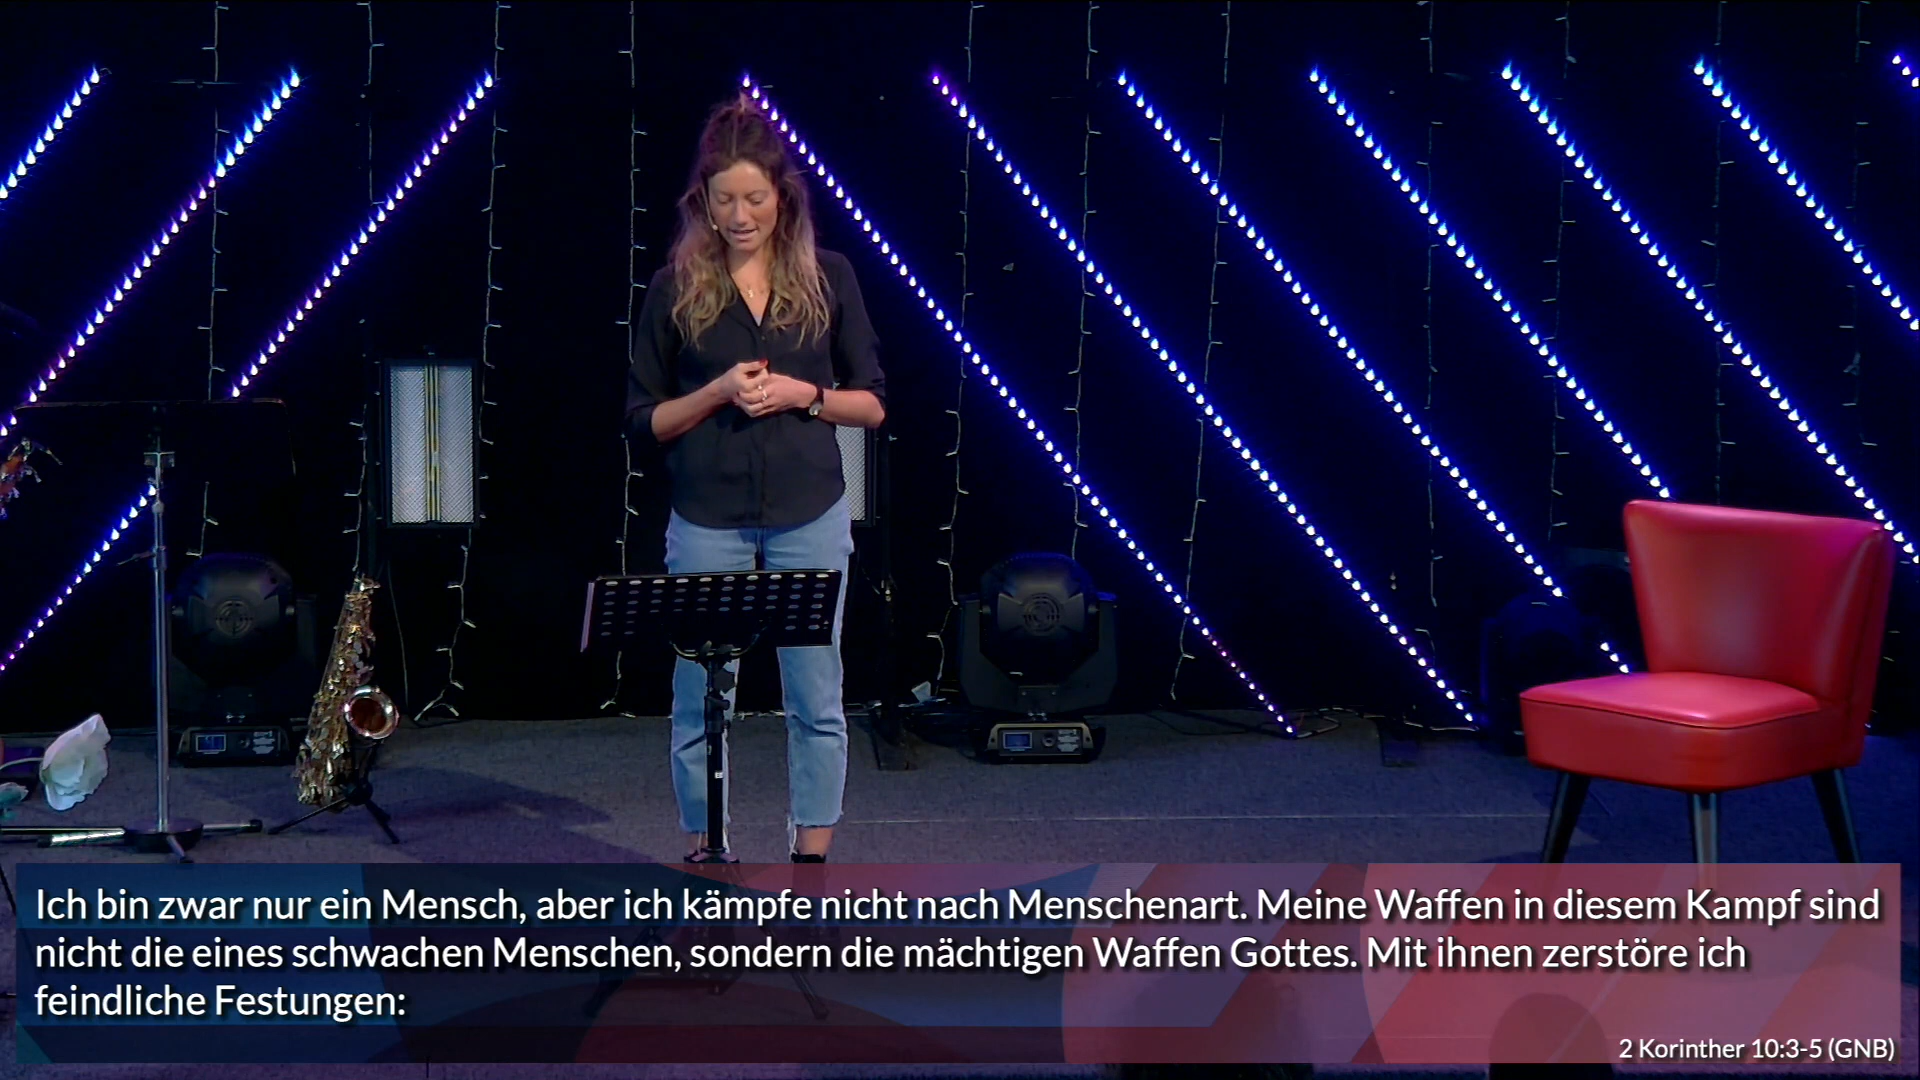 Ich bin zwar nur ein Mensch, aber ich kämpfe nicht nach Menschenart. Meine Waffen in diesem Kampf sind
nicht die eines schwachen Menschen, sondern die mächtigen Waffen Gottes. Mit ihnen zerstöre ich
feindliche Festungen:
2 Korinther 10:3-5 (GNB)